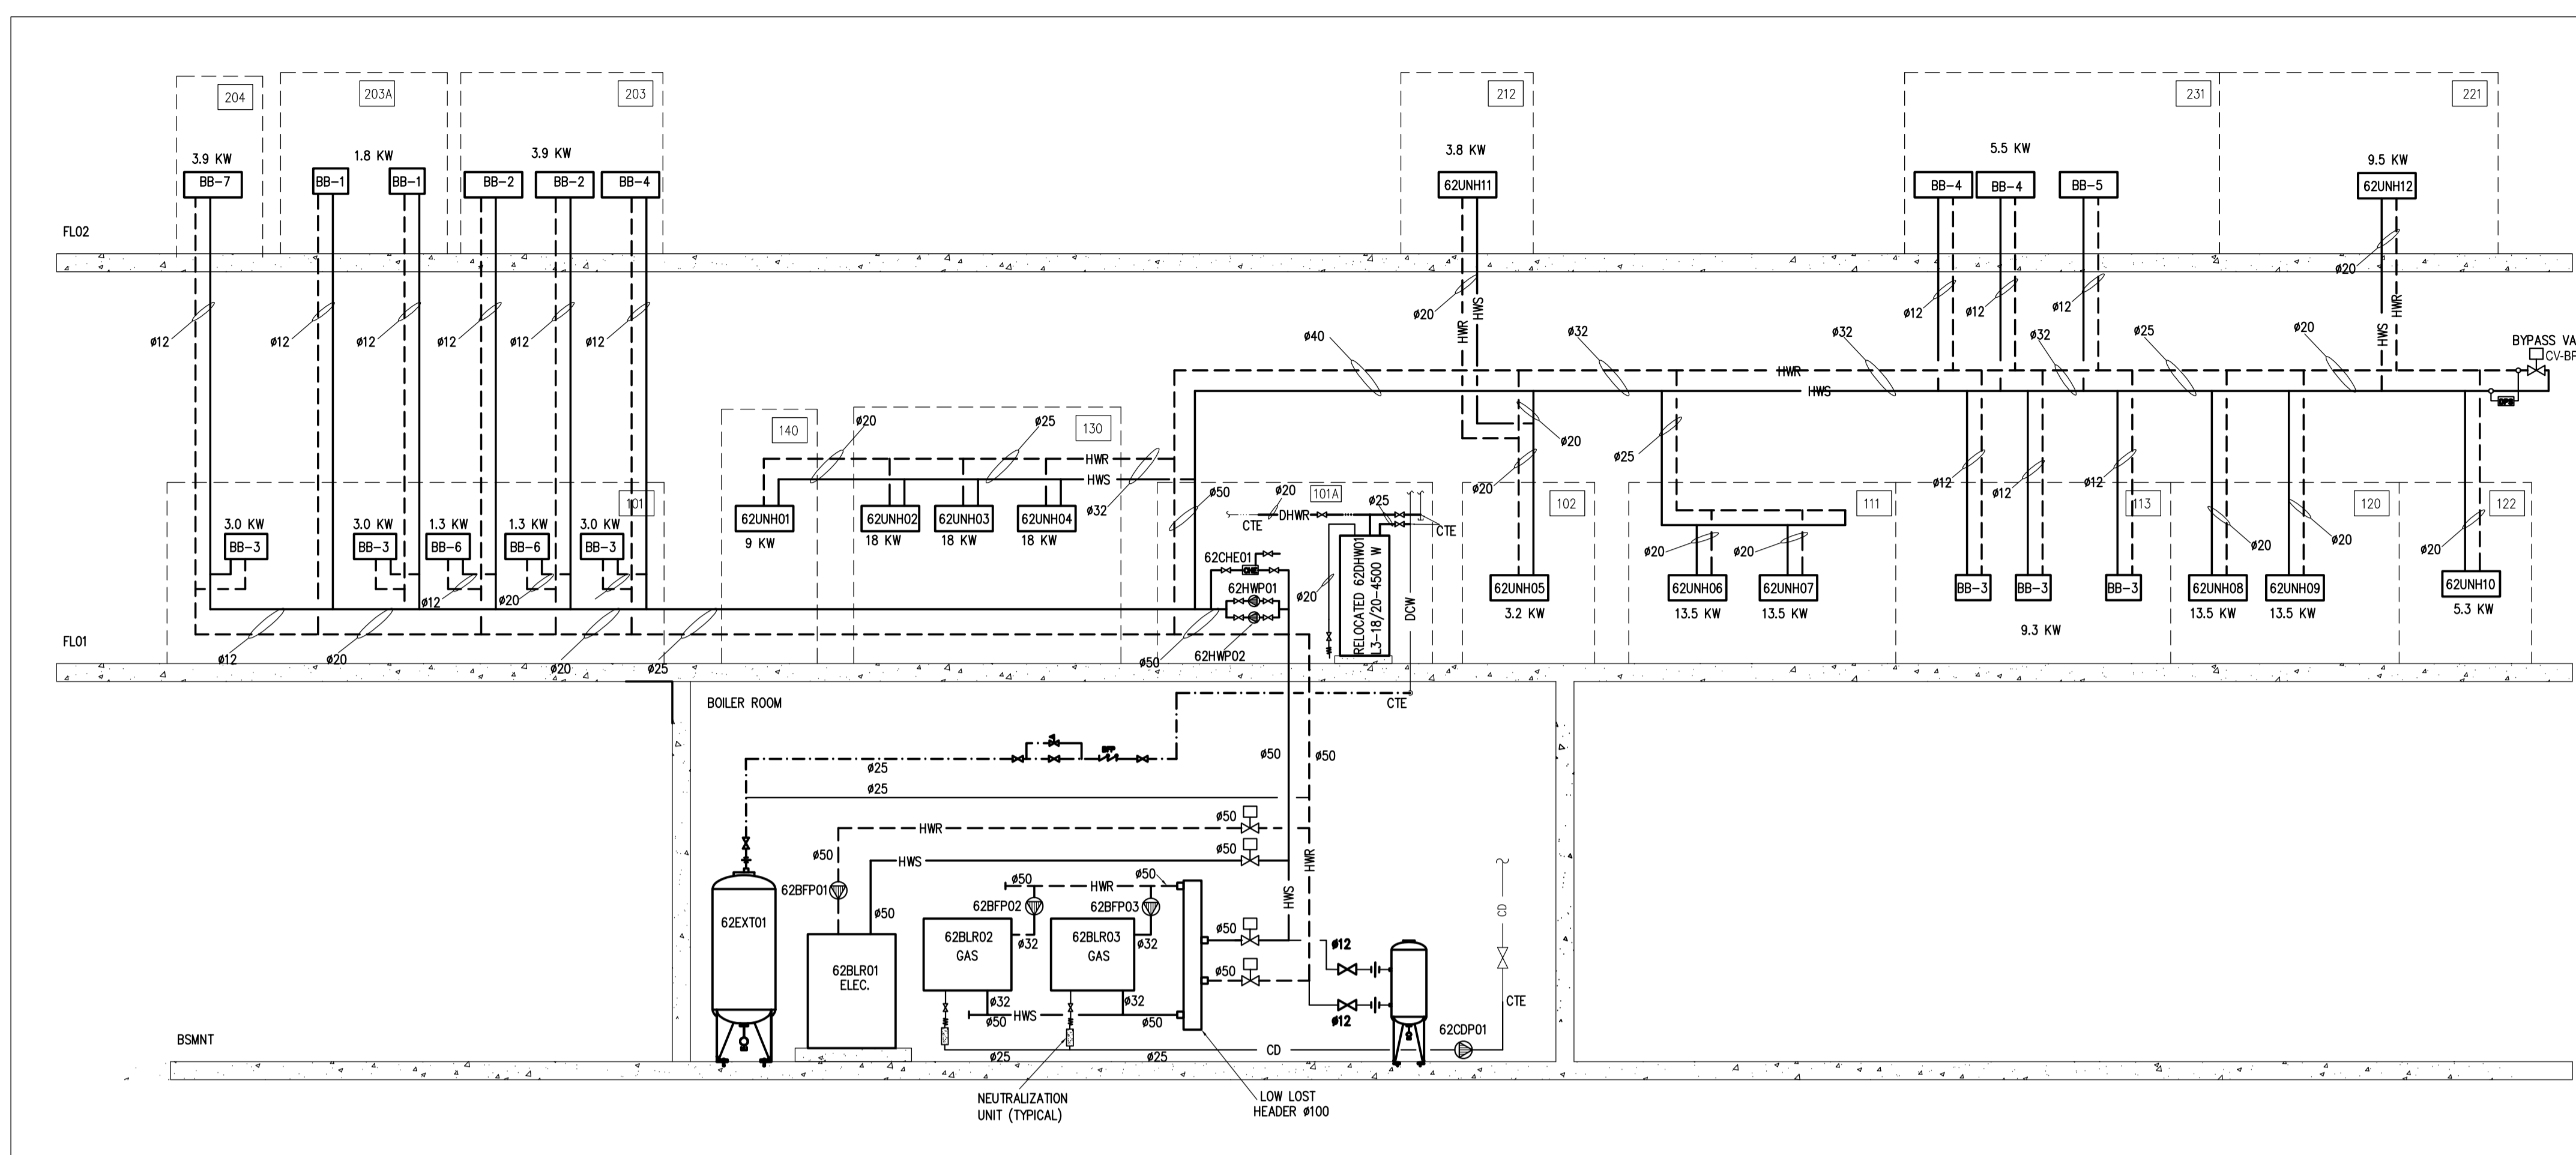 204
203A
203
212
231
221
3.9 KW
1.8 KW
3.9 KW
3.8 KW
5.5 KW
9.5 KW
BB-7
BB-1
BB-1
BB-2
BB-2
BB-4
62UNH11
BB-4
BB-4
BB-5
62UNH12
FL02
ø20
ø12
ø12
ø12
ø12
ø12
ø12
ø20
HWR
HWS
ø12
ø12
ø12
HWS
HWR
ø40
ø32
ø32
ø32
ø25
ø20
BYPASS VA
CV-BP
HWR
HWS
DPS
140
130
ø20
ø25
HWR
HWS
ø32
ø50
ø20
ø20
ø25
101
101A
102
111
113
120
122
62UNH01
9 KW
62UNH02
18 KW
62UNH03
18 KW
62UNH04
18 KW
3.0 KW
BB-3
3.0 KW
BB-3
1.3 KW
BB-6
1.3 KW
BB-6
3.0 KW
BB-3
ø12
ø20
ø20
DHWR
CTE
ø25
CTE
62CHE01
CHE
62HWP01
62HWP02
ø20
RELOCATED 62DHW01
L3-18/20-4500 W
DCW
62UNH05
3.2 KW
ø20
ø20
62UNH06
13.5 KW
62UNH07
13.5 KW
ø12
ø12
ø12
BB-3
BB-3
BB-3
9.3 KW
ø20
ø20
62UNH08
13.5 KW
62UNH09
13.5 KW
ø20
62UNH10
5.3 KW
FL01
ø12
ø20
ø20
ø25
ø50
BOILER ROOM
CTE
BFP
ø25
ø25
ø50
ø50
ø50
HWR
ø50
HWS
ø50
62BFP01
ø50
HWR
HWS
ø50
HWR
ø50
62BFP02
62BFP03
ø32
ø32
62EXT01
62BLR01
ELEC.
62BLR02
GAS
62BLR03
GAS
ø32
ø32
ø50
HWS
ø50
ø50
ø50
ø12
ø12
CD
CTE
62CDP01
ø25
ø25
CD
BSMNT
NEUTRALIZATION
UNIT (TYPICAL)
LOW LOST
HEADER ø100